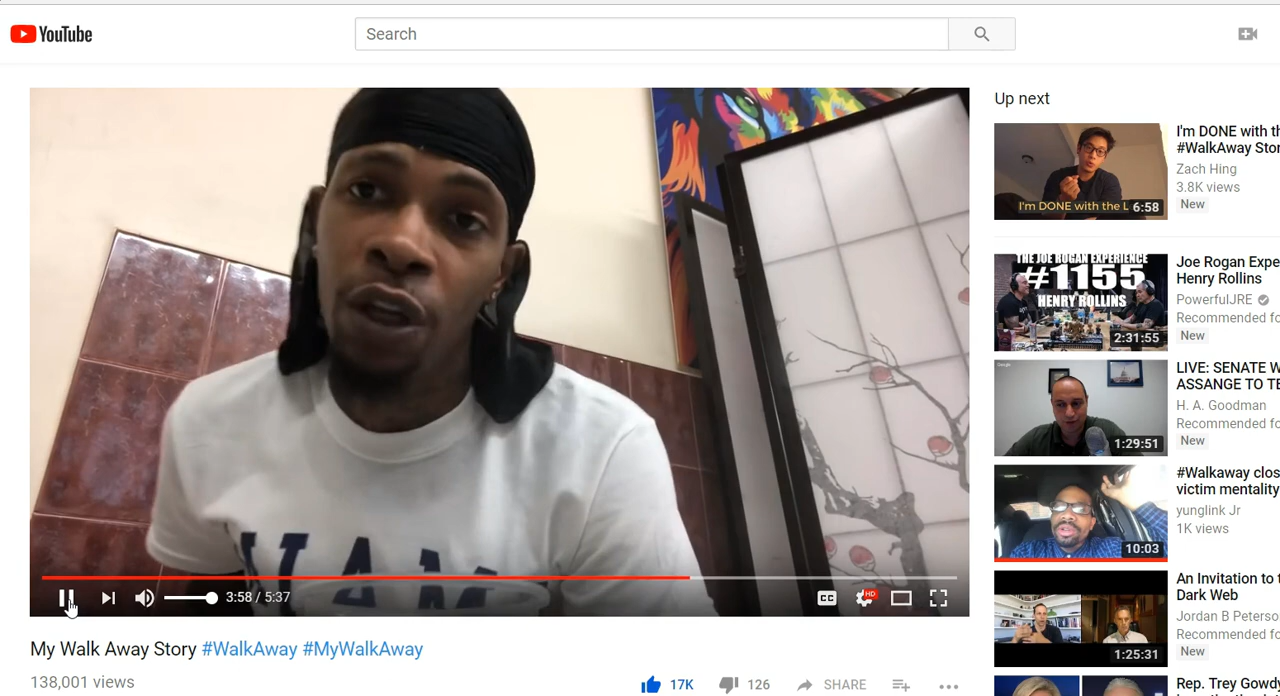 YouTube
Search
3:58 / 5:37
CC
HD
My Walk Away Story #WalkAway #MyWalkAway
138,001 views
17K
126
SHARE
Up next
I'm DONE with the L
6:58
I'm DONE with th
#WalkAway Stor
Zach Hing
3.8K views
New
THE JOE ROGAN EXPERIENCE
#1155
HENRY ROLLINS
2:31:55
Joe Rogan Expe
Henry Rollins
PowerfulJRE
Recommended fo
New
1:29:51
LIVE: SENATE W
ASSANGE TO TE
H. A. Goodman
Recommended fo
New
10:03
#Walkaway clos
victim mentality
yunglink Jr
1K views
1:25:31
An Invitation to t
Dark Web
Jordan B Peterso
Recommended fo
New
Rep. Trey Gowdy